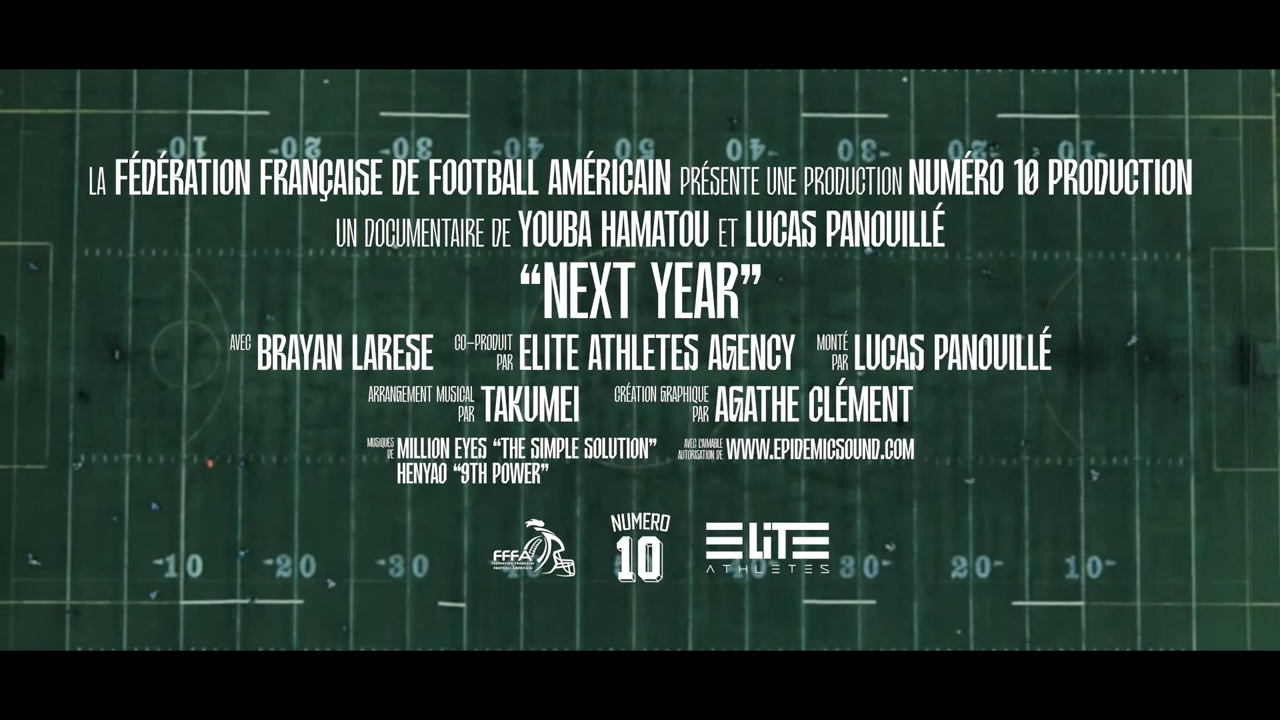 LA FÉDÉRATION FRANÇAISE DE FOOTBALL AMÉRICAIN PRÉSENTE UNE PRODUCTION NUMÉRO 10 PRODUCTION
UN DOCUMENTAIRE DE YOUBA HAMATOU ET LUCAS PANOUILLÉ
“NEXT YEAR”
AVEC BRAYAN LARESE CO-PRODUIT PAR ELITE ATHLETES AGENCY MONTÉ PAR LUCAS PANOUILLÉ
ARRANGEMENT MUSICAL PAR TAKUMEI CRÉATION GRAPHIQUE PAR AGATHE CLÉMENT
MUSIQUES DE MILLION EYES “THE SIMPLE SOLUTION” AVEC L'AIMABLE AUTORISATION DE WWW.EPIDEMICSOUND.COM
HENYAO “9TH POWER”
FFFA
FÉDÉRATION FRANÇAISE
FOOTBALL AMÉRICAIN
NUMERO
10
ELITE
ATHLETES
-10 -20 -30 -40 50 40- -30 -20 10-
-10 -20 -30 -40 50 30- 20- 10-